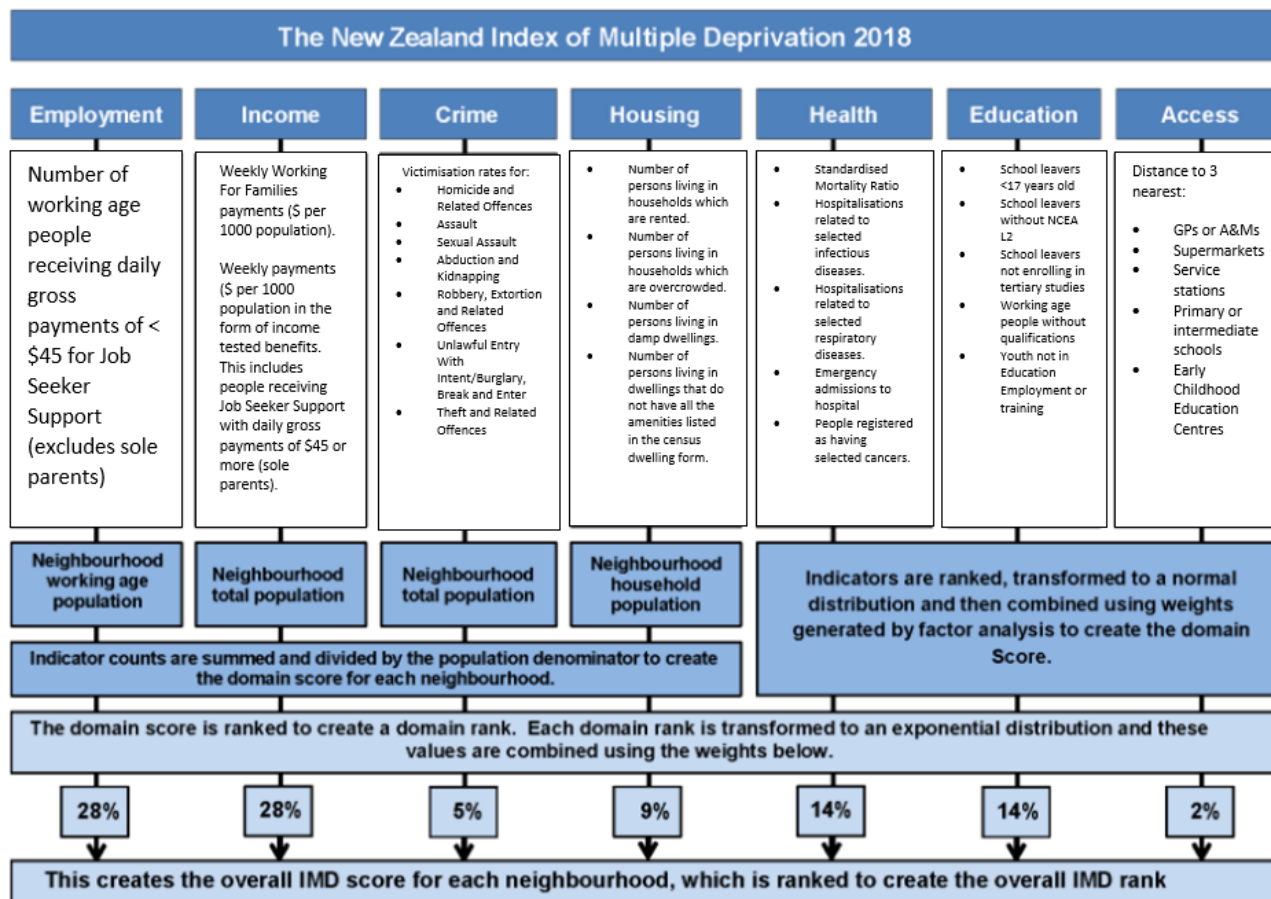 The New Zealand Index of Multiple Deprivation 2018
Employment
Income
Crime
Housing
Health
Education
Access
Number of
working age
people
receiving daily
gross
payments of <
$45 for Job
Seeker
Support
(excludes sole
parents)
Weekly Working
For Families
payments ($ per
1000 population).
Weekly payments
($ per 1000
population in the
form of income
tested benefits.
This includes
people receiving
Job Seeker Support
with daily gross
payments of $45 or
more (sole
parents).
Victimisation rates for:
• Homicide and
Related Offences
• Assault
• Sexual Assault
• Abduction and
Kidnapping
• Robbery, Extortion
and Related
Offences
• Unlawful Entry
With
Intent/Burglary,
Break and Enter
• Theft and Related
Offences
• Number of
persons living in
households which
are rented.
• Number of
persons living in
households which
are overcrowded.
• Number of
persons living in
damp dwellings.
• Number of
persons living in
dwellings that do
not have all the
amenities listed
in the census
dwelling form.
• Standardised
Mortality Ratio
• Hospitalisations
related to
selected
infectious
diseases.
• Hospitalisations
related to
selected
respiratory
diseases.
• Emergency
admissions to
hospital
• People registered
as having
selected cancers.
• School leavers
<17 years old
• School leavers
without NCEA
L2
• School leavers
not enrolling in
tertiary studies
• Working age
people without
qualifications
• Youth not in
Education
Employment or
training
Distance to 3
nearest:
• GPs or A&Ms
• Supermarkets
• Service
stations
• Primary or
intermediate
schools
• Early
Childhood
Education
Centres
Neighbourhood
working age
population
Neighbourhood
total population
Neighbourhood
total population
Neighbourhood
household
population
Indicators are ranked, transformed to a normal
distribution and then combined using weights
generated by factor analysis to create the domain
Score.
Indicator counts are summed and divided by the population denominator to create
the domain score for each neighbourhood.
The domain score is ranked to create a domain rank. Each domain rank is transformed to an exponential distribution and these
values are combined using the weights below.
28%
28%
5%
9%
14%
14%
2%
This creates the overall IMD score for each neighbourhood, which is ranked to create the overall IMD rank